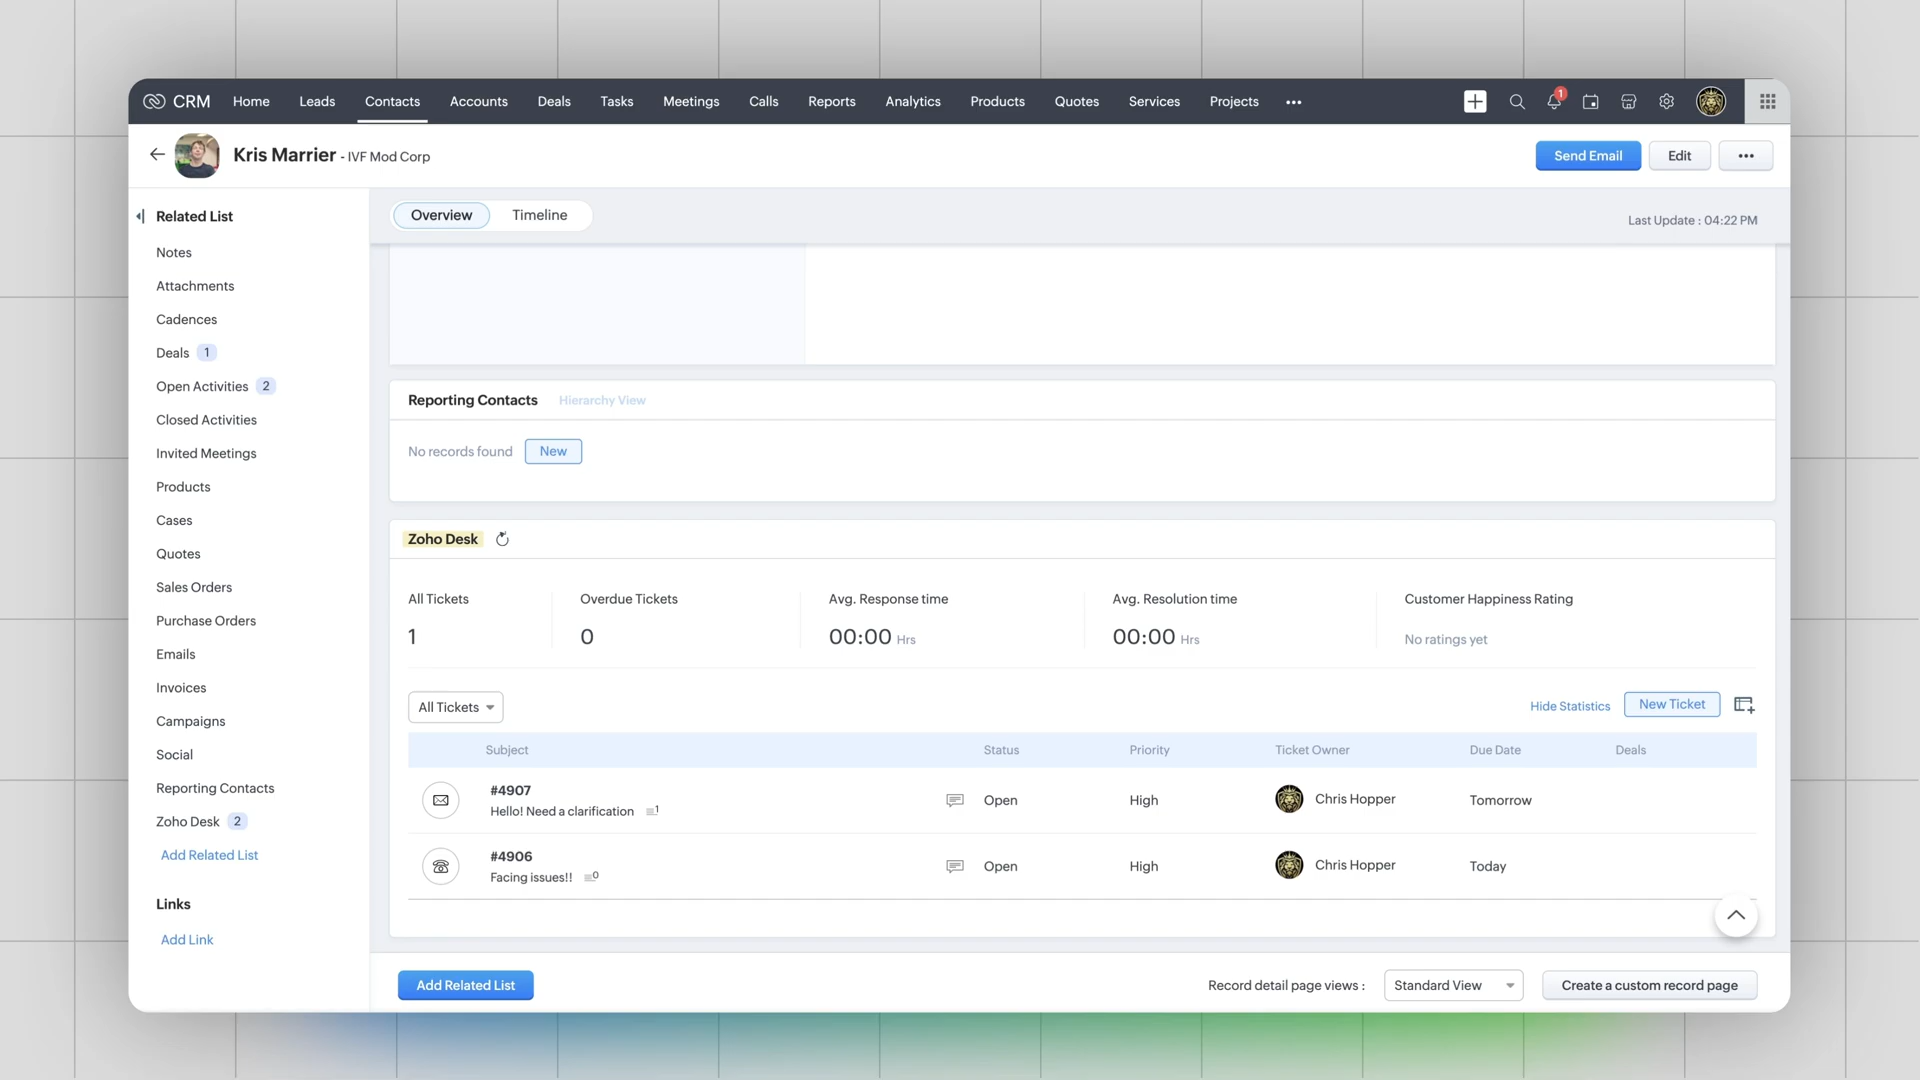 CRM Home Leads Contacts Accounts Deals Tasks Meetings Calls Reports Analytics Products Quotes Services Projects ••• 1
Kris Marrier - IVF Mod Corp Send Email Edit •••
Related List
Notes
Attachments
Cadences
Deals 1
Open Activities 2
Closed Activities
Invited Meetings
Products
Cases
Quotes
Sales Orders
Purchase Orders
Emails
Invoices
Campaigns
Social
Reporting Contacts
Zoho Desk 2
Add Related List
Links
Add Link
Overview Timeline
Last Update : 04:22 PM
Reporting Contacts Hierarchy View
No records found New
Zoho Desk
All Tickets Overdue Tickets Avg. Response time Avg. Resolution time Customer Happiness Rating
1 0 00:00 Hrs 00:00 Hrs No ratings yet
All Tickets Hide Statistics New Ticket
Subject Status Priority Ticket Owner Due Date Deals
#4907
Hello! Need a clarification 1 Open High Chris Hopper Tomorrow
#4906
Facing issues!! 0 Open High Chris Hopper Today
Add Related List Record detail page views : Standard View Create a custom record page